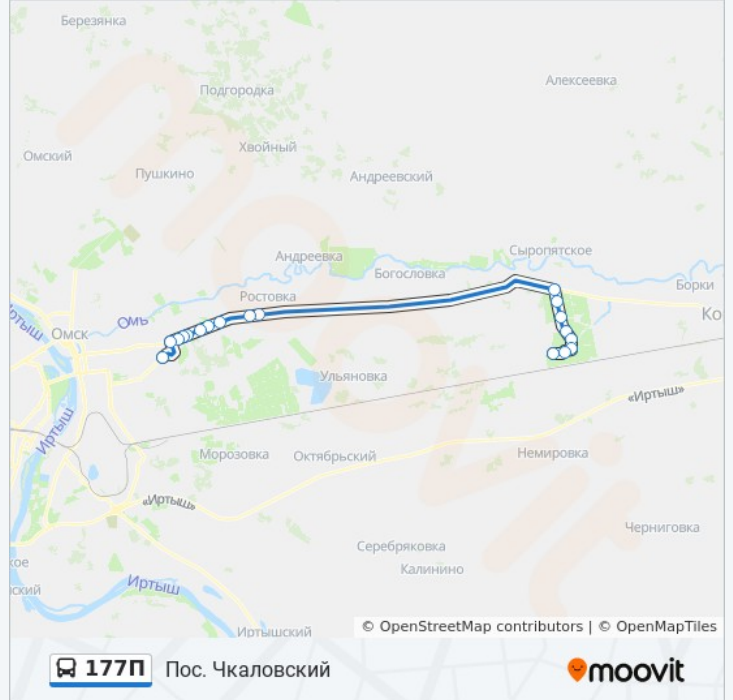 Березянка
Алексеевка
Подгородка
Хвойный
Омский
Пушкино
Андреевский
Сыропятское
Андреевка
Богословка
Борки
Ростовка
Ко
Иртыш
Омь
Омск
Ульяновка
«Иртыш»
Иртыш
Морозовка
Октябрьский
Немировка
«Иртыш»
Черниговка
Серебряковка
кое
Калинино
ский
Иртыш
Иртышский
© OpenStreetMap contributors | © OpenMapTiles
177П Пос. Чкаловский
moovit